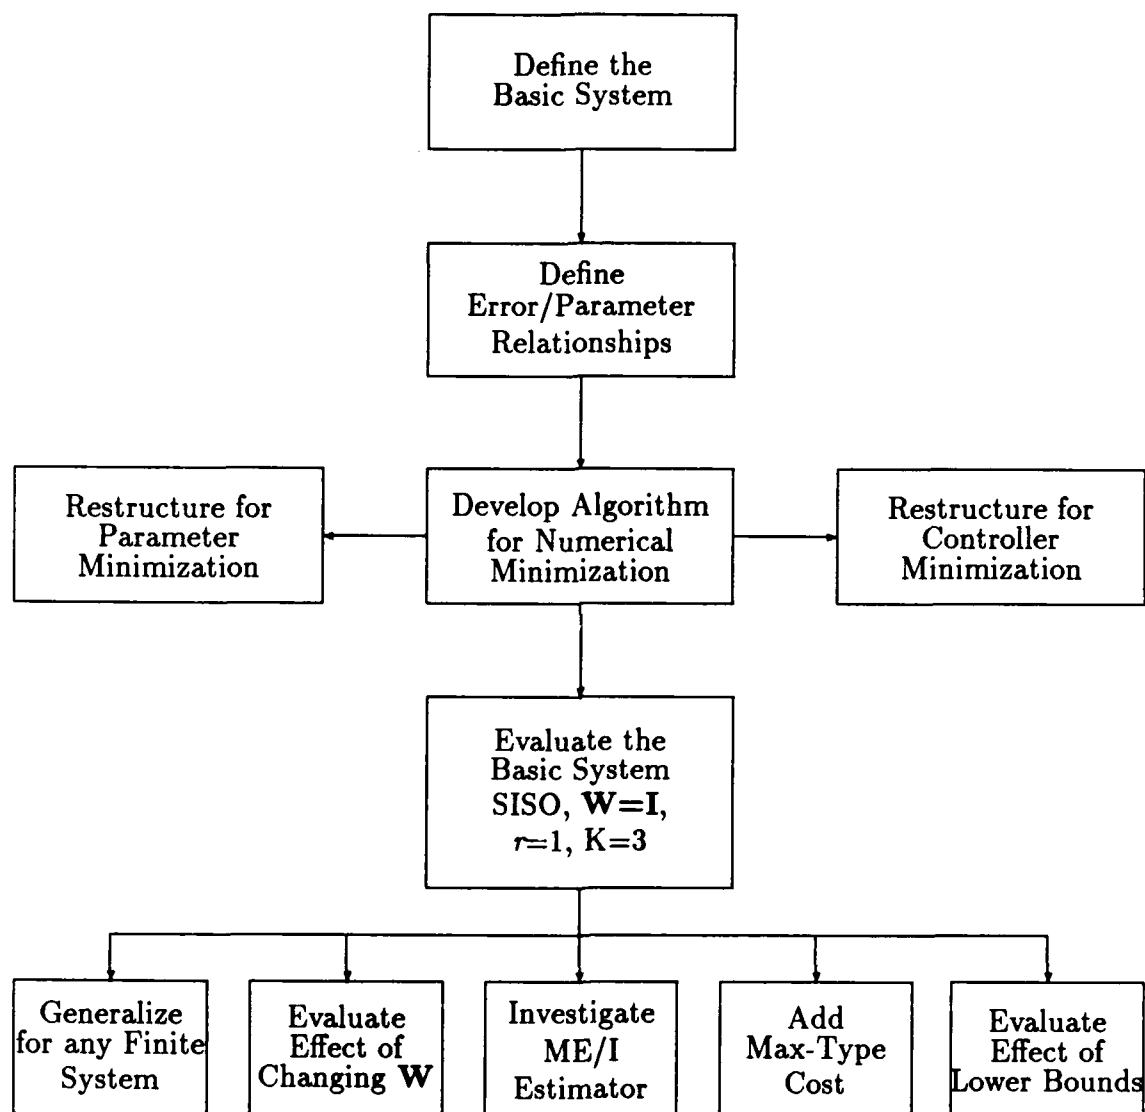 Define the
Basic System
Define
Error/Parameter
Relationships
Restructure for
Parameter
Minimization
Develop Algorithm
for Numerical
Minimization
Restructure for
Controller
Minimization
Evaluate the
Basic System
SISO, W=I,
r=1, K=3
Generalize
for any Finite
System
Evaluate
Effect of
Changing W
Investigate
ME/I
Estimator
Add
Max-Type
Cost
Evaluate
Effect of
Lower Bounds